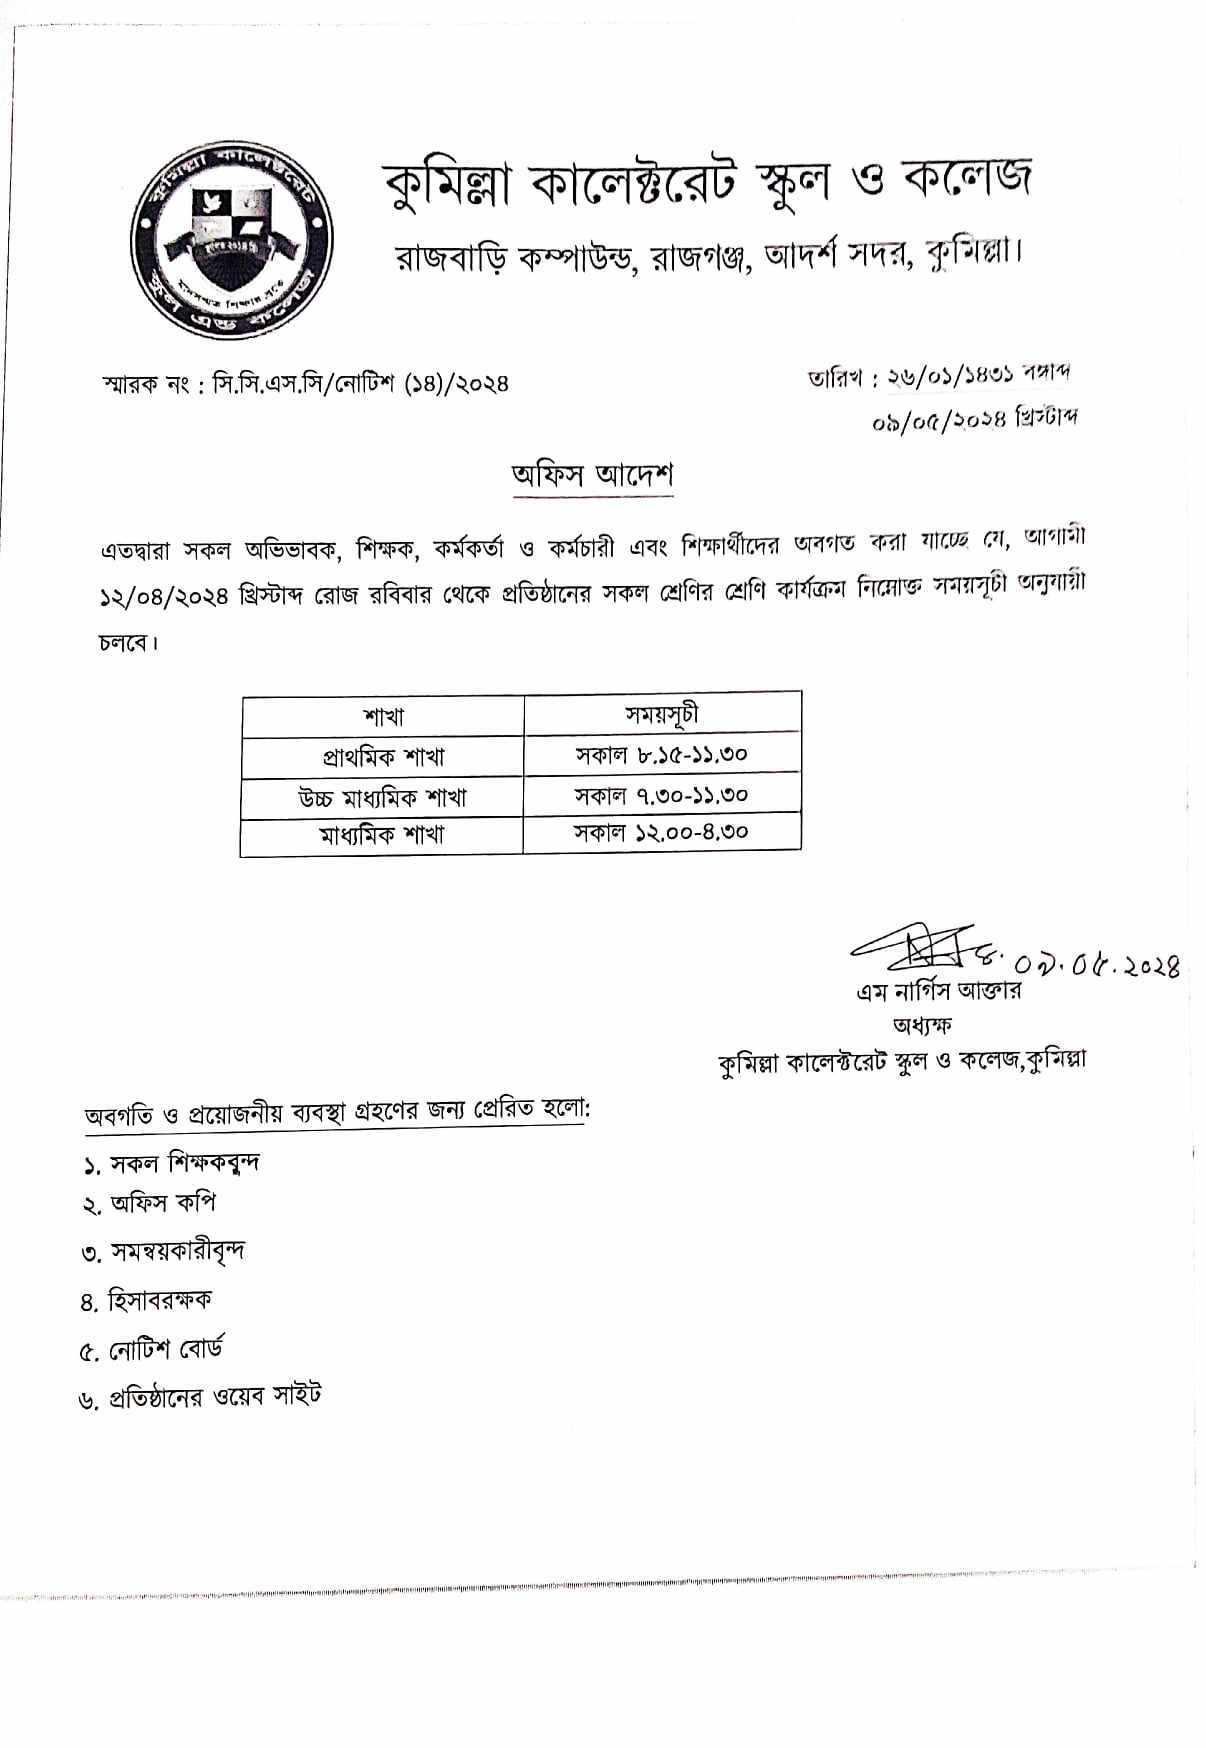 কুমিল্লা কালেক্টরেট
স্কুল এন্ড কলেজ
কুমিল্লা কালেক্টরেট স্কুল ও কলেজ
রাজবাড়ি কম্পাউন্ড, রাজগঞ্জ, আদর্শ সদর, কুমিল্লা।
স্মারক নং : সি.সি.এস.সি/নোটিশ (১৪)/২০২৪
তারিখ : ২৬/০১/১৪৩১ বঙ্গাব্দ
০৯/০৫/২০২৪ খ্রিস্টাব্দ
অফিস আদেশ
এতদ্বারা সকল অভিভাবক, শিক্ষক, কর্মকর্তা ও কর্মচারী এবং শিক্ষার্থীদের অবগত করা যাচ্ছে যে, আগামী
১২/০৪/২০২৪ খ্রিস্টাব্দ রোজ রবিবার থেকে প্রতিষ্ঠানের সকল শ্রেণির শ্রেণি কার্যক্রম নিম্নোক্ত সময়সূচী অনুযায়ী
চলবে।
শাখা সময়সূচী
প্রাথমিক শাখা সকাল ৮.১৫-১১.৩০
উচ্চ মাধ্যমিক শাখা সকাল ৭.৩০-১১.৩০
মাধ্যমিক শাখা সকাল ১২.০০-৪.৩০
০৯.০৫.২০২৪
এম নার্গিস আক্তার
অধ্যক্ষ
কুমিল্লা কালেক্টরেট স্কুল ও কলেজ,কুমিল্লা
অবগতি ও প্রয়োজনীয় ব্যবস্থা গ্রহণের জন্য প্রেরিত হলো:
১. সকল শিক্ষকবৃন্দ
২. অফিস কপি
৩. সমন্বয়কারীবৃন্দ
৪. হিসাবরক্ষক
৫. নোটিশ বোর্ড
৬. প্রতিষ্ঠানের ওয়েব সাইট